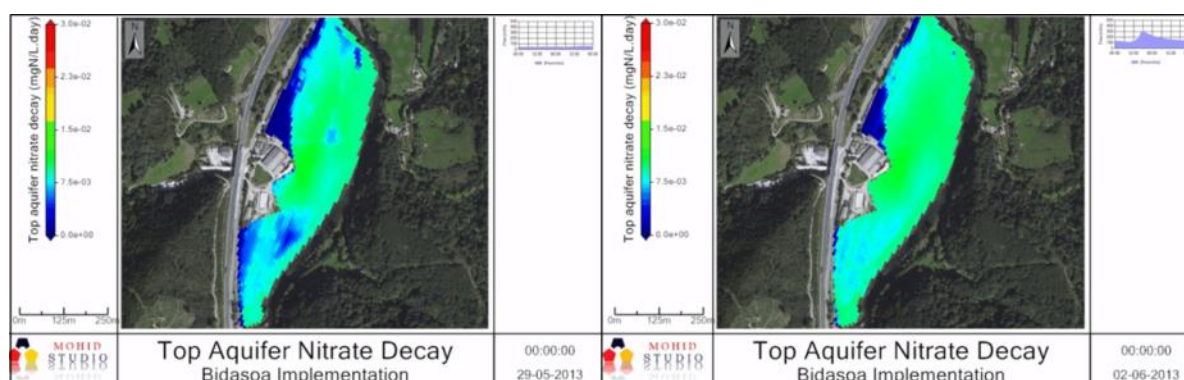 Top aquifer nitrate decay (mgN/L.day)
3.0e-02
2.3e-02
1.5e-02
7.5e-03
0.0e+00
N
0m 125m 250m
MOHID
STUDIO
Top Aquifer Nitrate Decay
Bidasoa Implementation
00:00:00
29-05-2013
Top aquifer nitrate decay (mgN/L.day)
3.0e-02
2.3e-02
1.5e-02
7.5e-03
0.0e+00
N
0m 125m 250m
MOHID
STUDIO
Top Aquifer Nitrate Decay
Bidasoa Implementation
00:00:00
02-06-2013